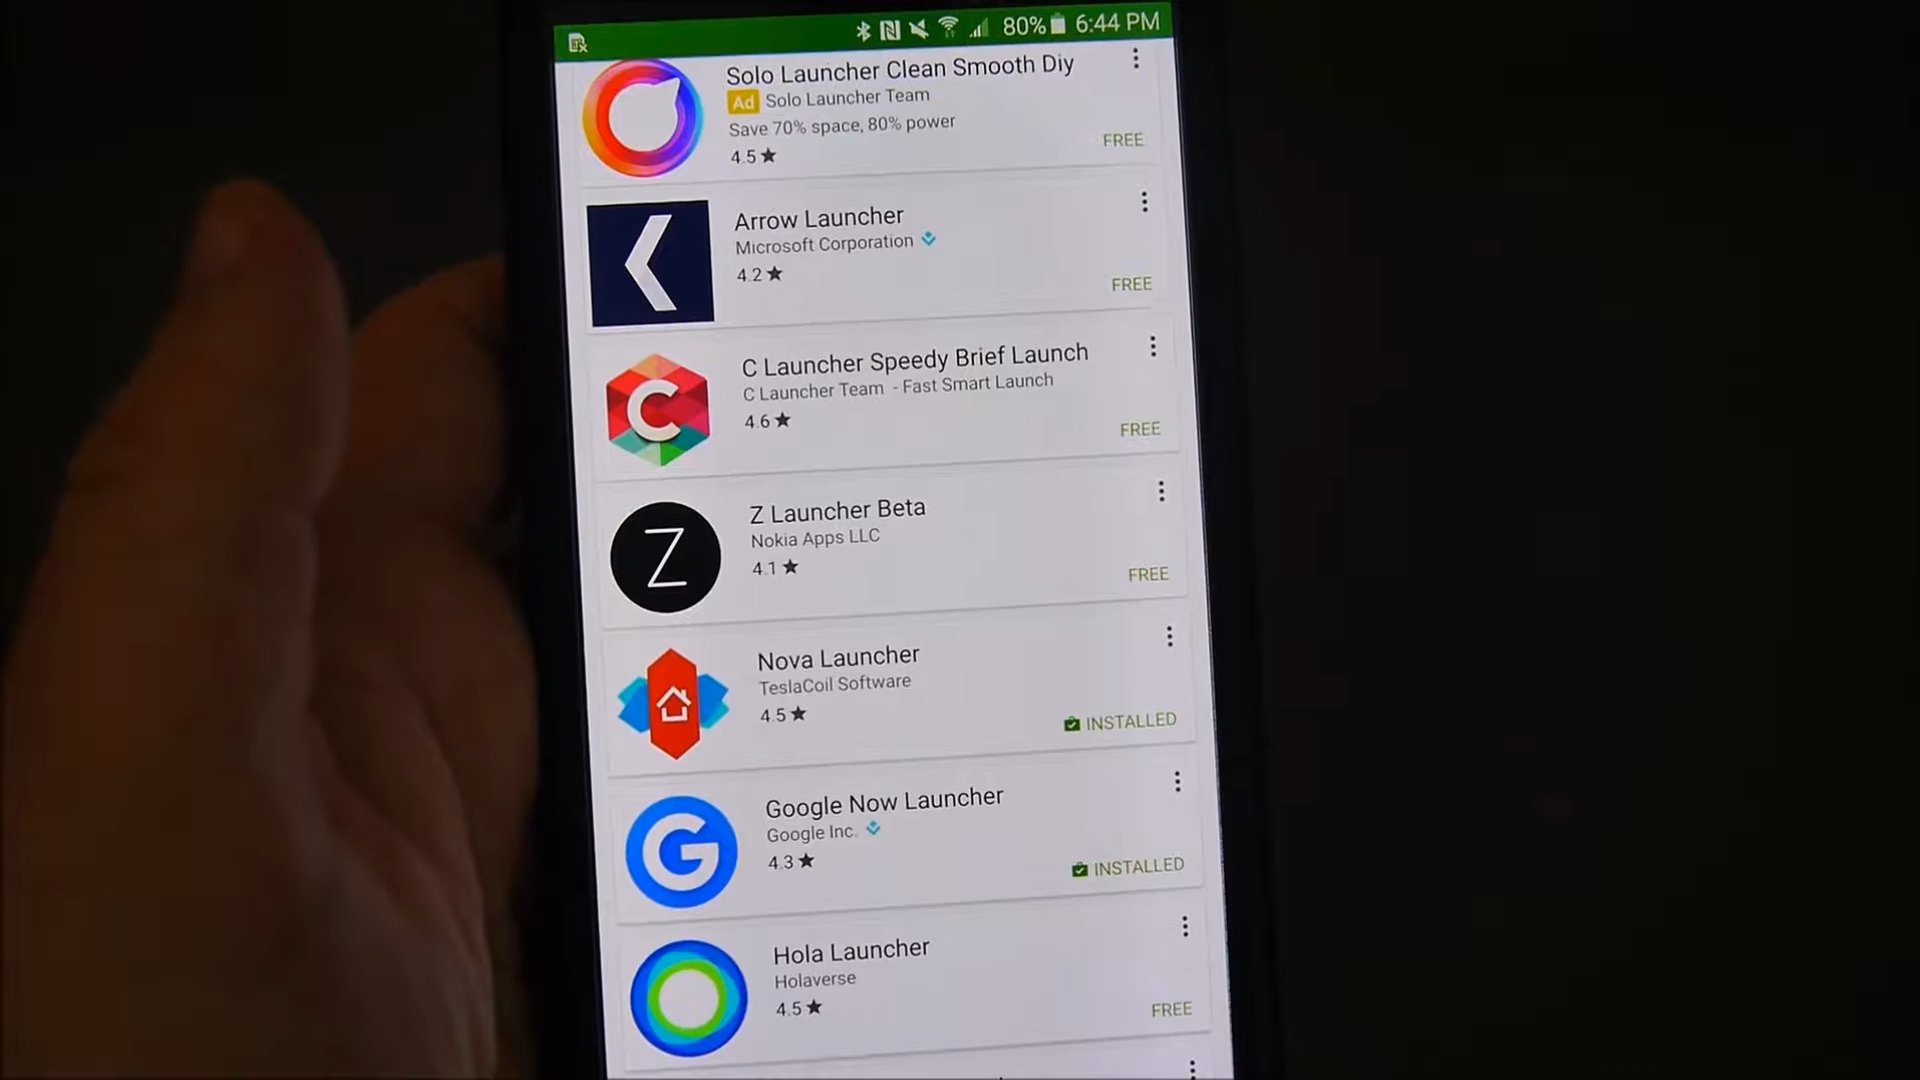 80% 6:44 PM
Solo Launcher Clean Smooth Diy
Ad Solo Launcher Team
Save 70% space, 80% power
4.5★
FREE
Arrow Launcher
Microsoft Corporation
4.2★
FREE
C
C Launcher Speedy Brief Launch
C Launcher Team - Fast Smart Launch
4.6★
FREE
Z
Z Launcher Beta
Nokia Apps LLC
4.1★
FREE
Nova Launcher
TeslaCoil Software
4.5★
INSTALLED
G
Google Now Launcher
Google Inc.
4.3★
INSTALLED
Hola Launcher
Holaverse
4.5★
FREE